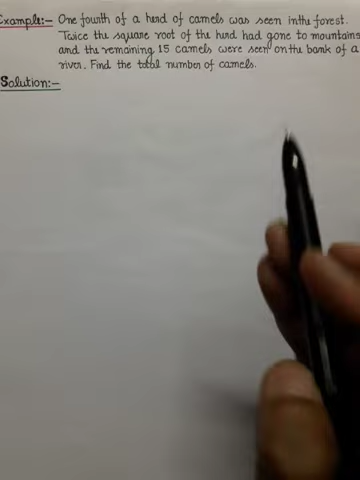 Example:- One fourth of a herd of camels was seen in the forest.
Twice the square root of the herd had gone to mountains
and the remaining 15 camels were seen on the bank of a
river. Find the total number of camels.
Solution:-